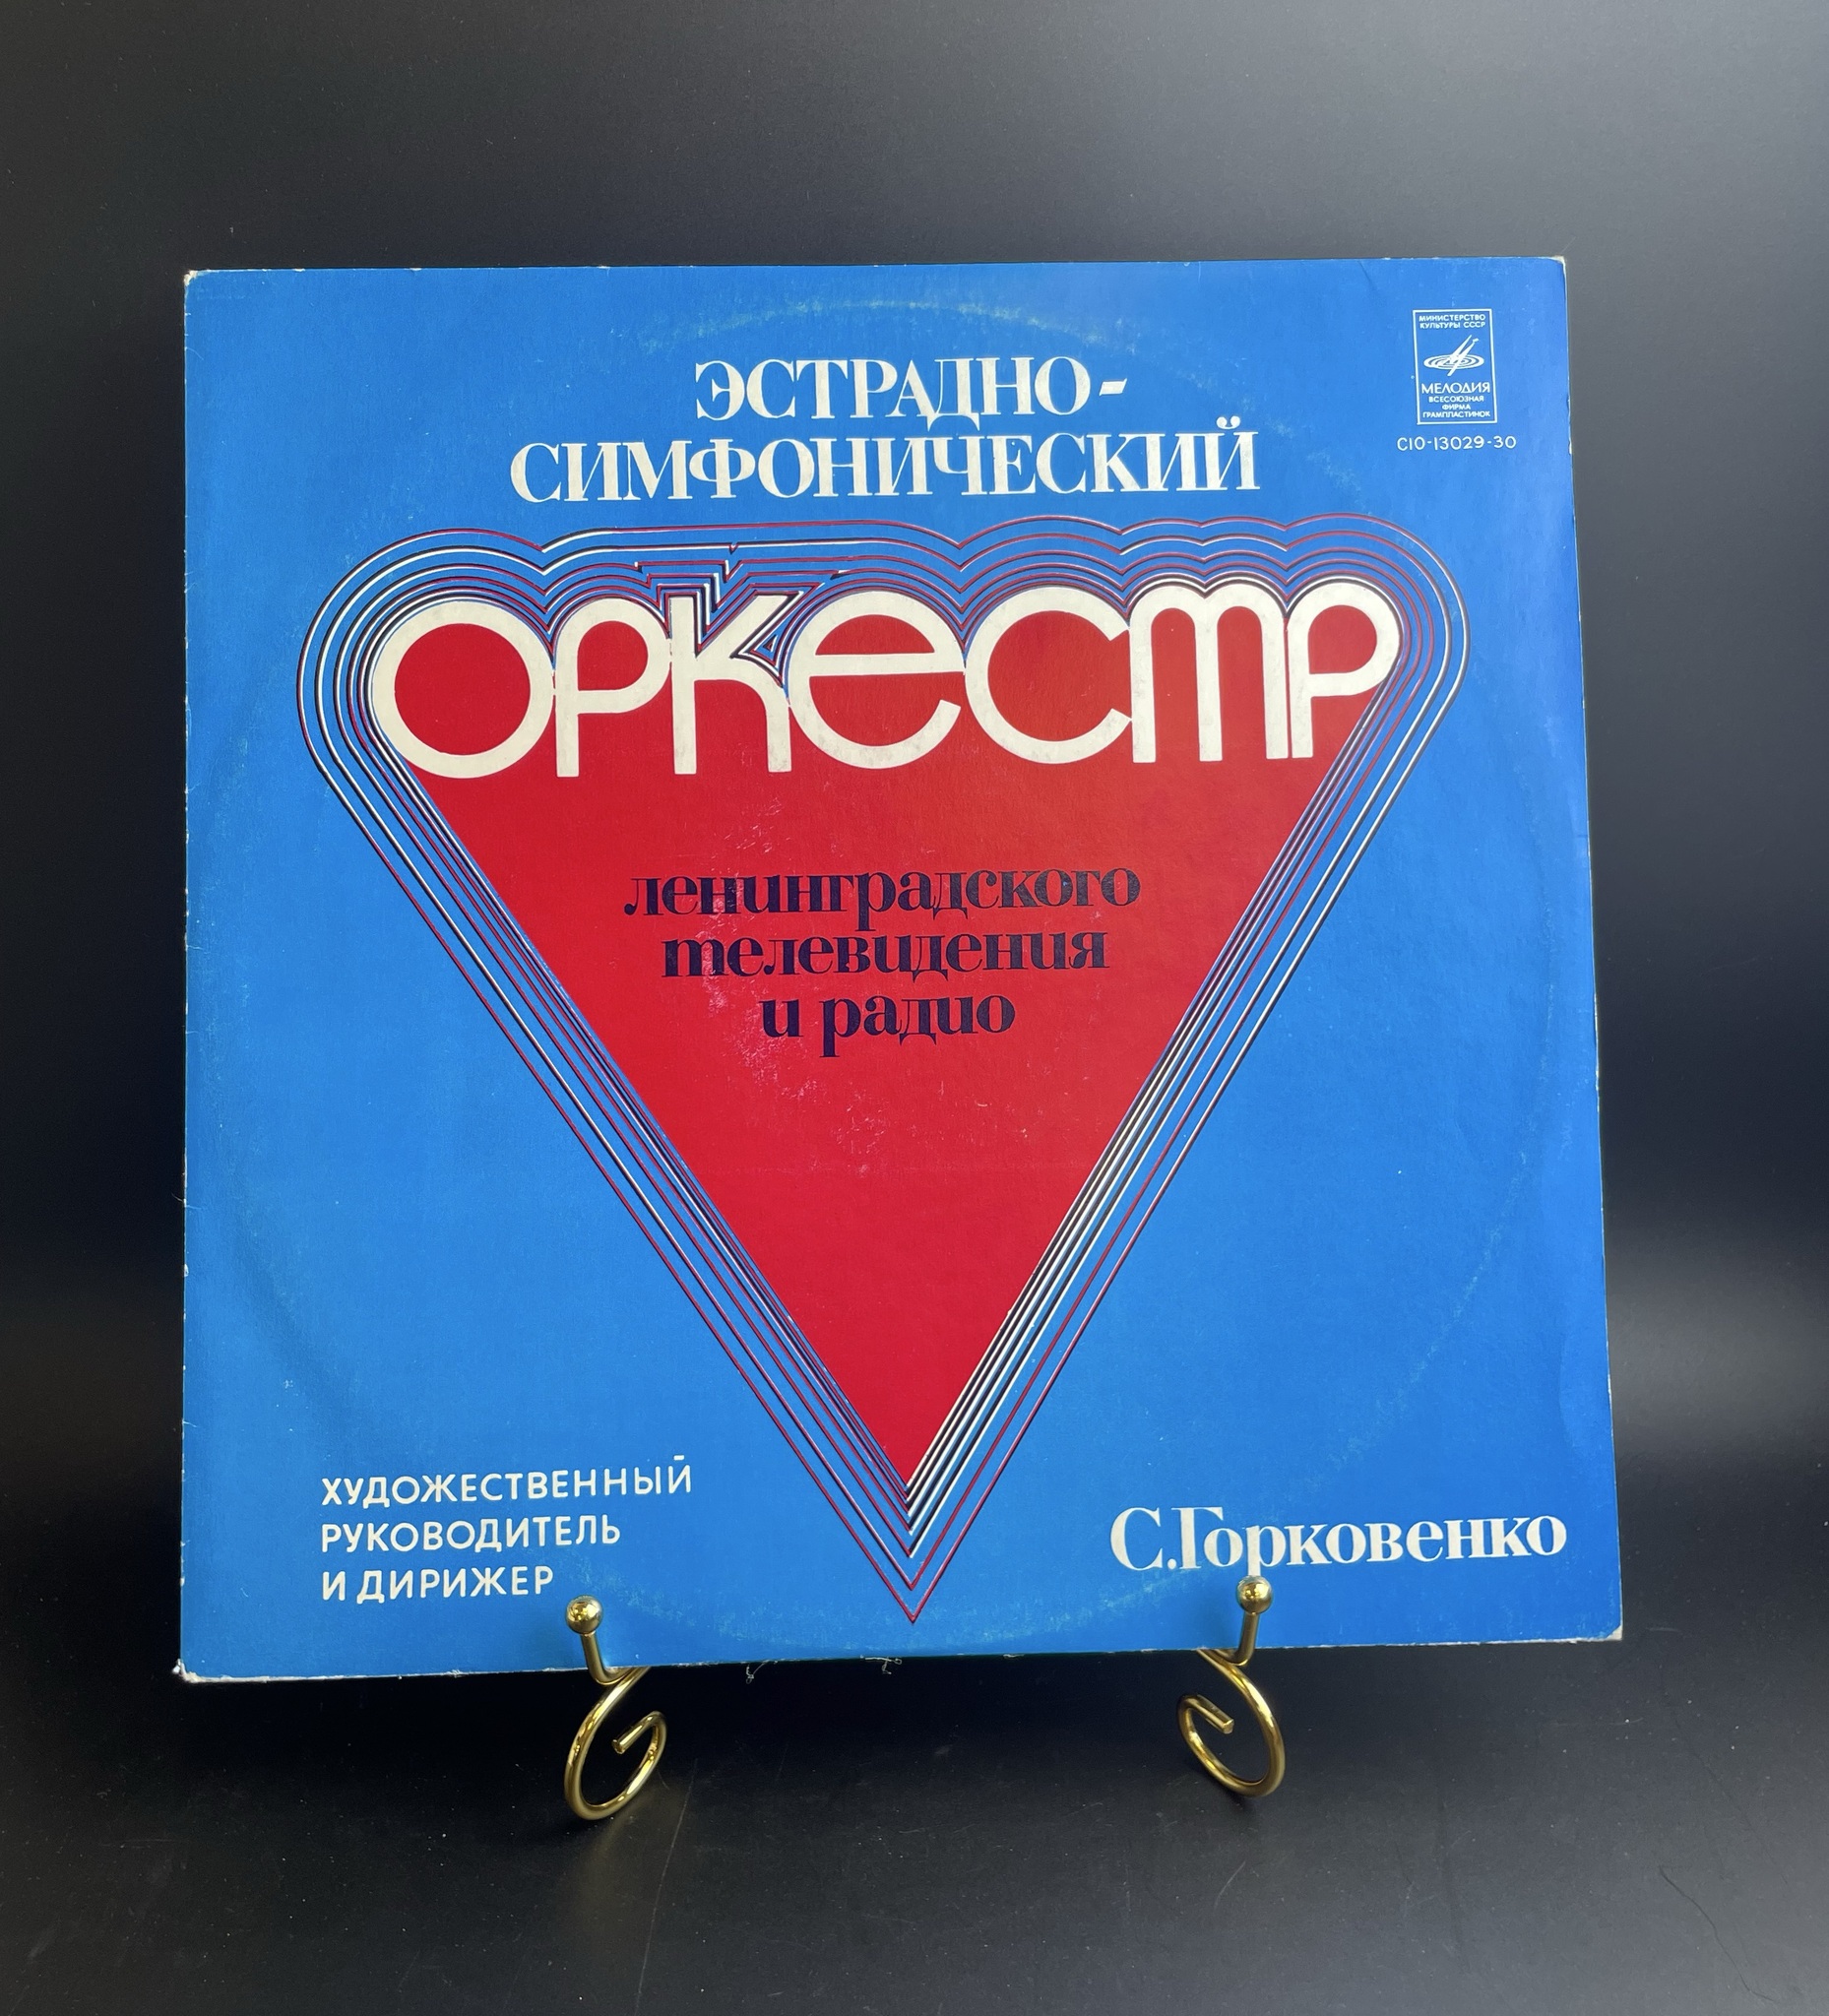 ЭСТРАДНО-
СИМФОНИЧЕСКИЙ
МИНИСТЕРСТВО
КУЛЬТУРЫ СССР
МЕЛОДИЯ
ВСЕСОЮЗНАЯ
ФИРМА
ГРАМПЛАСТИНОК
С10-13029-30
ОРКЕСТР
ленинградского
телевидения
и радио
ХУДОЖЕСТВЕННЫЙ
РУКОВОДИТЕЛЬ
И ДИРИЖЕР
С.Горковенко